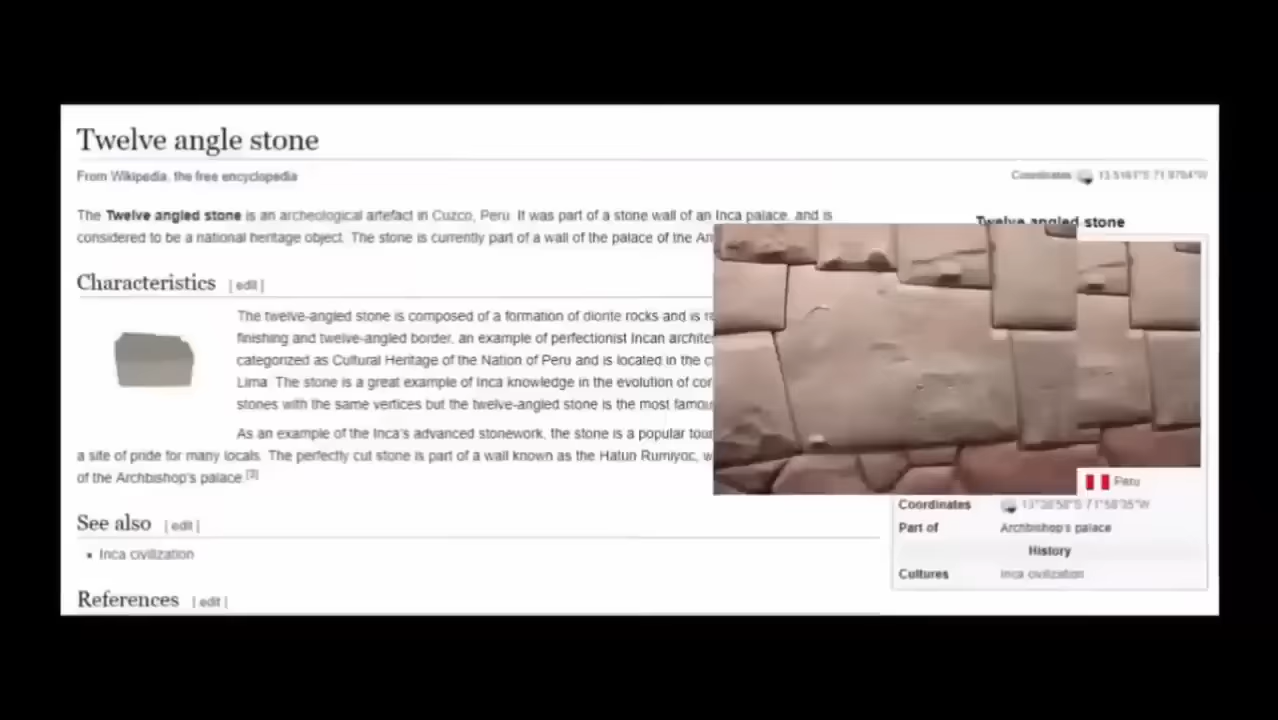 Twelve angle stone
From Wikipedia, the free encyclopedia
Coordinates
The Twelve angled stone is an archeological artefact in Cuzco, Peru. It was part of a stone wall of an Inca palace, and is
considered to be a national heritage object. The stone is currently part of a wall of the palace of the
Twelve angled stone
Characteristics [ edit ]
The twelve-angled stone is composed of a formation of diorite rocks and is
finishing and twelve-angled border, an example of perfectionist Incan
categorized as Cultural Heritage of the Nation of Peru and is located in the
Lima. The stone is a great example of Inca knowledge in the evolution of
stones with the same vertices but the twelve-angled stone is the most
As an example of the Inca's advanced stonework, the stone is a popular
a site of pride for many locals. The perfectly cut stone is part of a wall known as the Hatun Rumiyoc,
of the Archbishop's palace.[3]
Peru
Coordinates
Part of Archbishop's palace
History
Cultures Inca civilization
See also [ edit ]
▪ Inca civilization
References [ edit ]